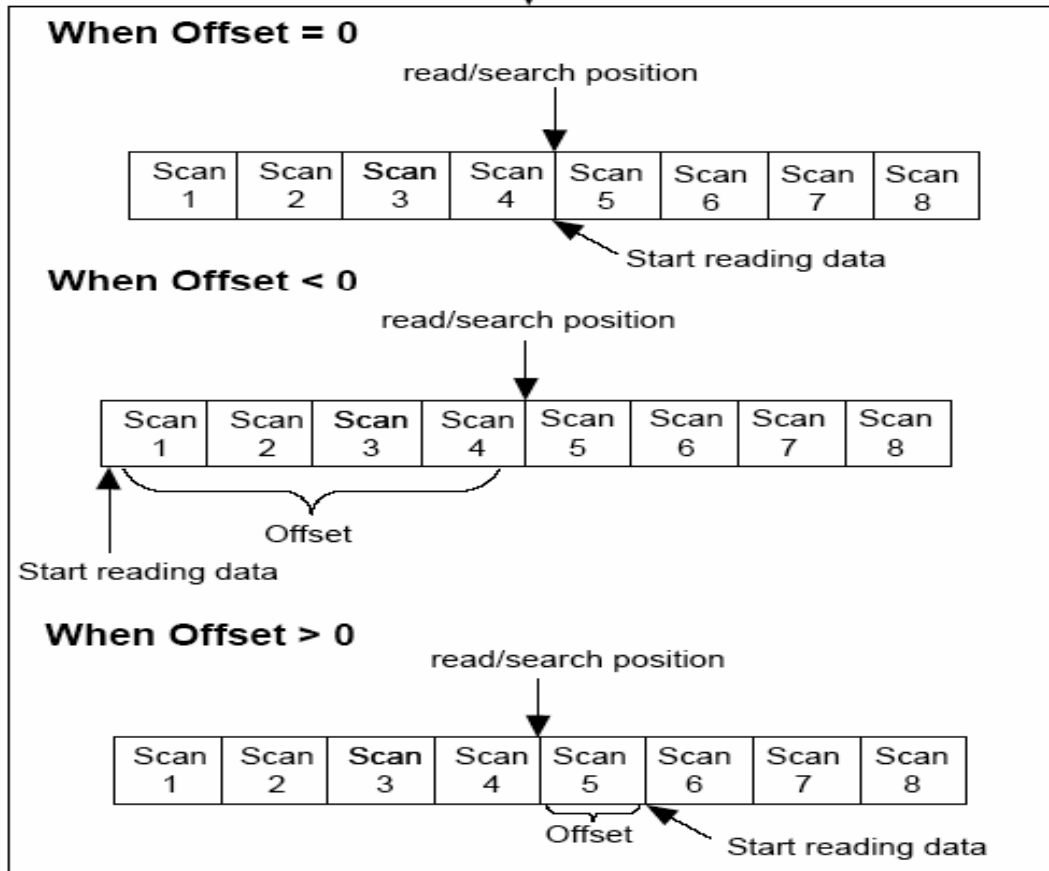 When Offset = 0
read/search position
Scan Scan Scan Scan Scan Scan Scan Scan
1 2 3 4 5 6 7 8
Start reading data
When Offset < 0
read/search position
Scan Scan Scan Scan Scan Scan Scan Scan
1 2 3 4 5 6 7 8
Offset
Start reading data
When Offset > 0
read/search position
Scan Scan Scan Scan Scan Scan Scan Scan
1 2 3 4 5 6 7 8
Offset
Start reading data